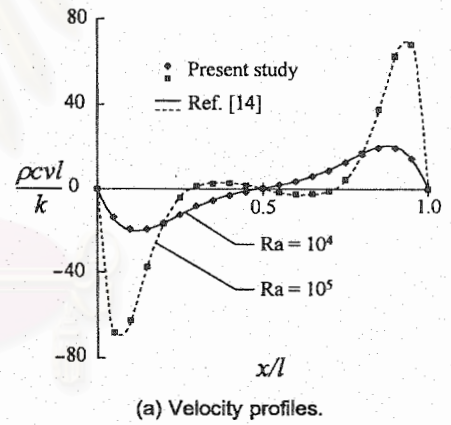 80
Present study
40
Ref. [14]
ρcvl
k
0
0.5
1.0
Ra = 10⁴
−40
Ra = 10⁵
−80
x/l
(a) Velocity profiles.